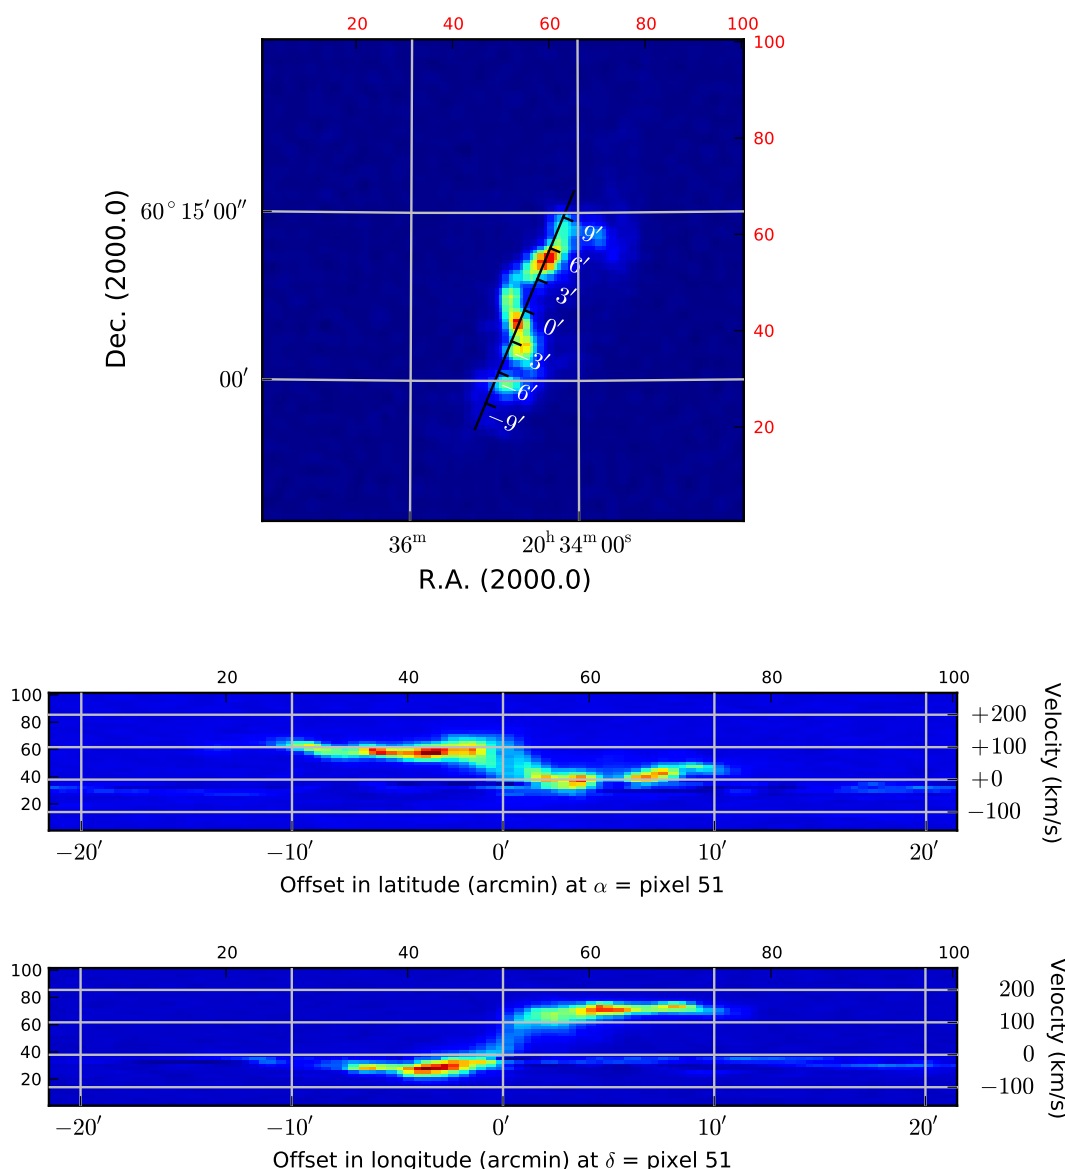 20 40 60 80 100
100
80
60° 15′ 00″
60
9′
6′
3′
0′
40
−3′
00′
−6′
−9′
20
Dec. (2000.0)
36ᵐ 20ʰ 34ᵐ 00ˢ
R.A. (2000.0)
20 40 60 80 100
100
80
60
40
20
+200
+100
+0
−100
Velocity (km/s)
−20′ −10′ 0′ 10′ 20′
Offset in latitude (arcmin) at α = pixel 51
20 40 60 80 100
100
80
60
40
20
200
100
0
−100
Velocity (km/s)
−20′ −10′ 0′ 10′ 20′
Offset in longitude (arcmin) at δ = pixel 51